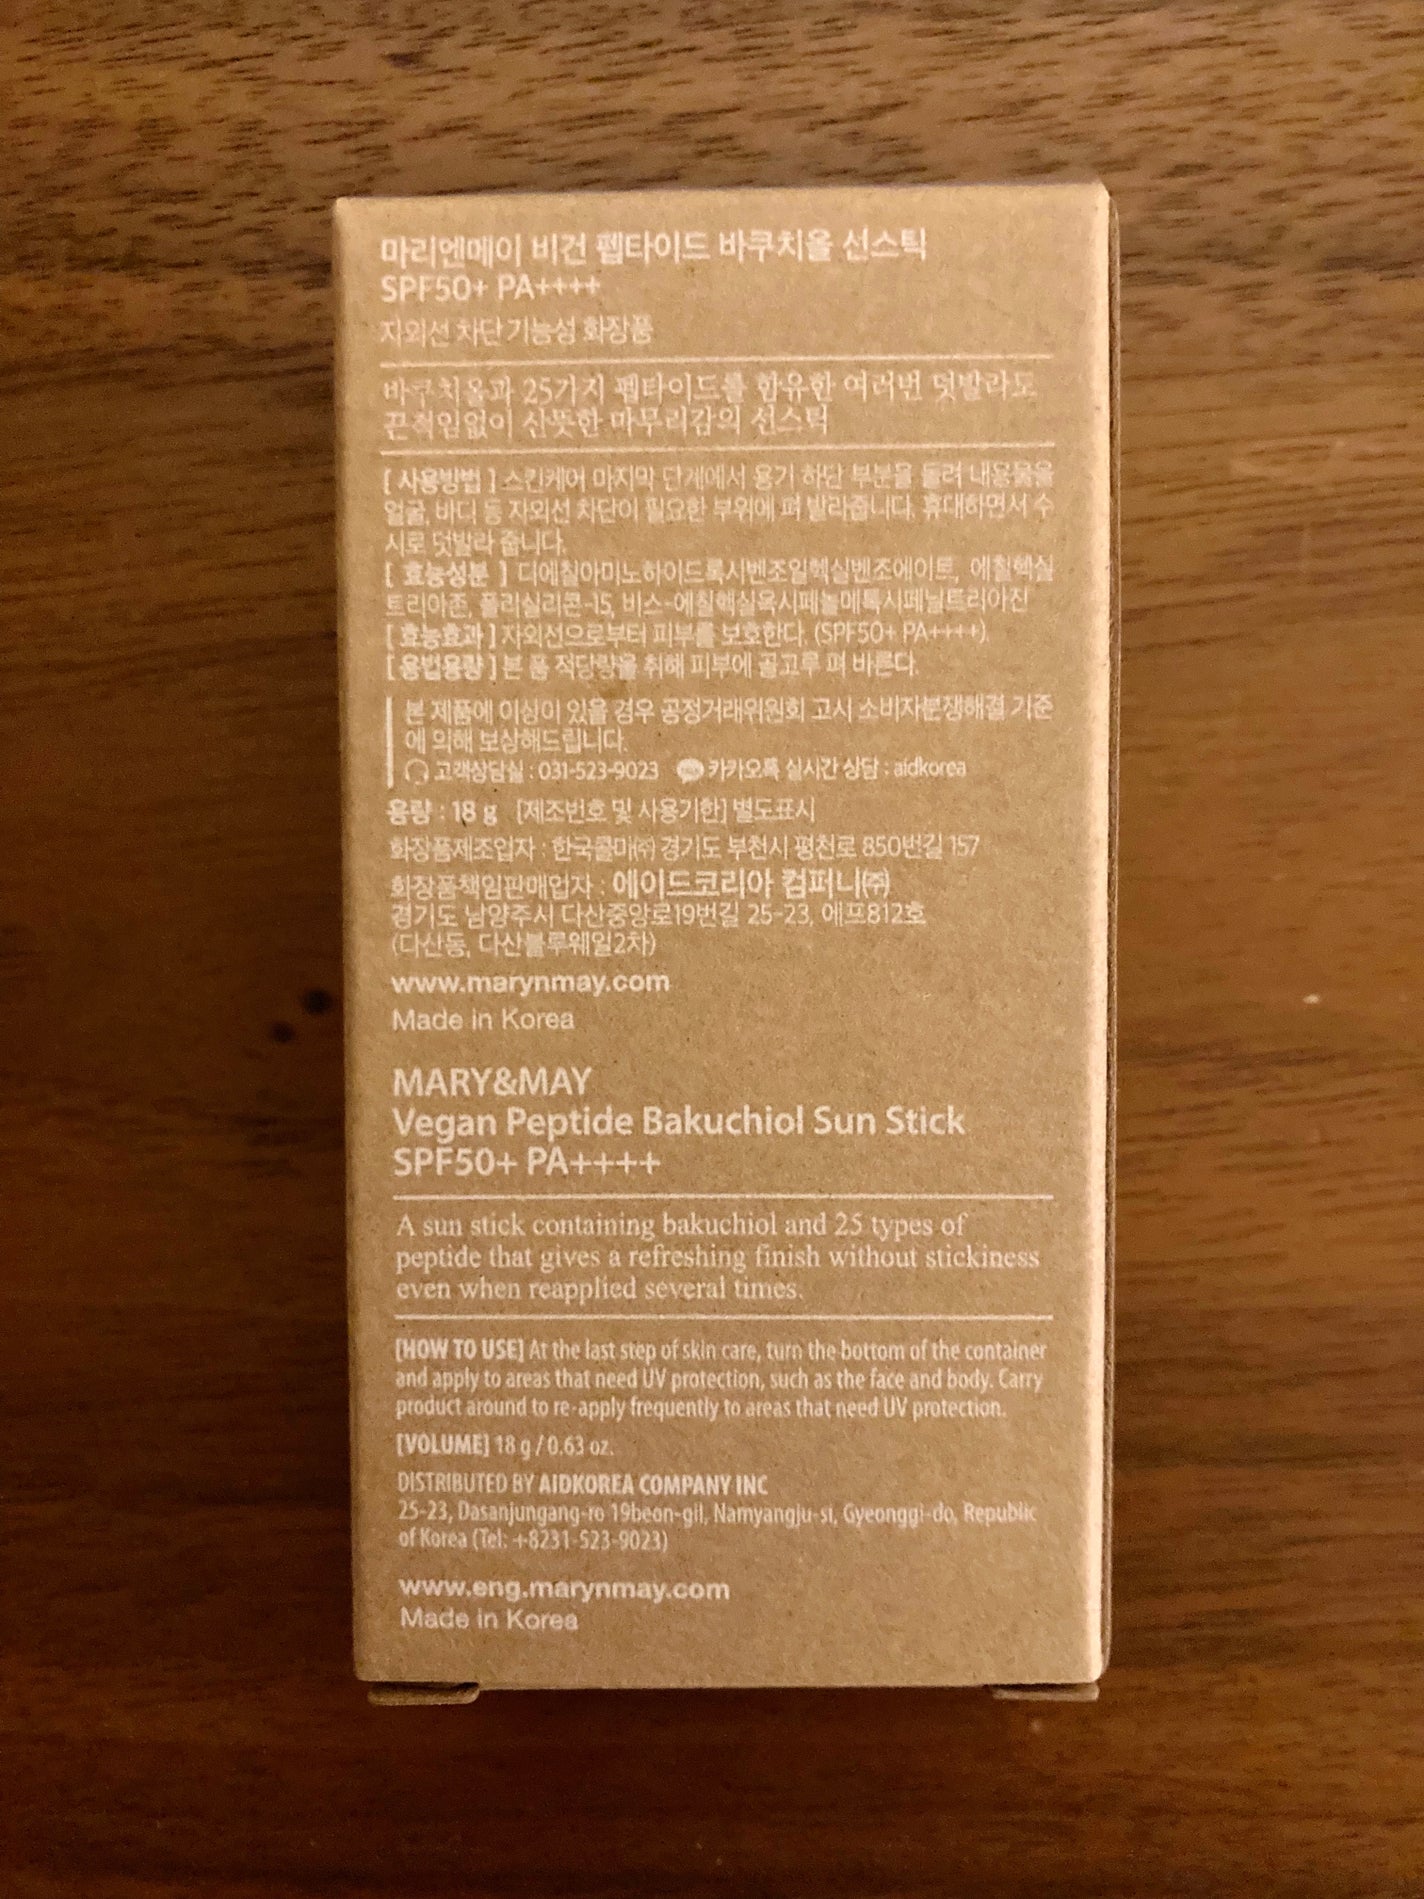 마리엔메이 비건 펩타이드 바쿠치올 선스틱
SPF50+ PA++++
자외선 차단 기능성 화장품
바쿠치올과 25가지 펩타이드를 함유한 여러번 덧발라도
끈적임없이 산뜻한 마무리감의 선스틱
[ 사용방법 ] 스킨케어 마지막 단계에서 용기 하단 부분을 돌려 내용물을
얼굴, 바디 등 자외선 차단이 필요한 부위에 펴 발라줍니다. 휴대하면서 수
시로 덧발라 줍니다.
[ 효능성분 ] 디에칠아미노하이드록시벤조일헥실벤조에이트, 에칠헥실
트리아존, 폴리실리콘-15, 비스-에칠헥실옥시페놀메톡시페닐트리아진
[ 효능효과 ] 자외선으로부터 피부를 보호한다. (SPF50+ PA++++)
[ 용법용량 ] 본 품 적당량을 취해 피부에 골고루 펴 바른다.
본 제품에 이상이 있을 경우 공정거래위원회 고시 소비자분쟁해결 기준
에 의해 보상해드립니다.
고객상담실 : 031-523-9023 카카오톡 실시간 상담 : aidkorea
용량 : 18 g [제조번호 및 사용기한] 별도표시
화장품제조업자 : 한국콜마㈜ 경기도 부천시 평천로 850번길 157
화장품책임판매업자 : 에이드코리아 컴퍼니㈜
경기도 남양주시 다산중앙로19번길 25-23, 에프812호
(다산동, 다산블루웨일2차)
www.marynmay.com
Made in Korea
MARY&MAY
Vegan Peptide Bakuchiol Sun Stick
SPF50+ PA++++
A sun stick containing bakuchiol and 25 types of
peptide that gives a refreshing finish without stickiness
even when reapplied several times.
[HOW TO USE] At the last step of skin care, turn the bottom of the container
and apply to areas that need UV protection, such as the face and body. Carry
product around to re-apply frequently to areas that need UV protection.
[VOLUME] 18 g / 0.63 oz.
DISTRIBUTED BY AIDKOREA COMPANY INC
25-23, Dasanjungang-ro 19beon-gil, Namyangju-si, Gyeonggi-do, Republic
of Korea (Tel: +8231-523-9023)
www.eng.marynmay.com
Made in Korea